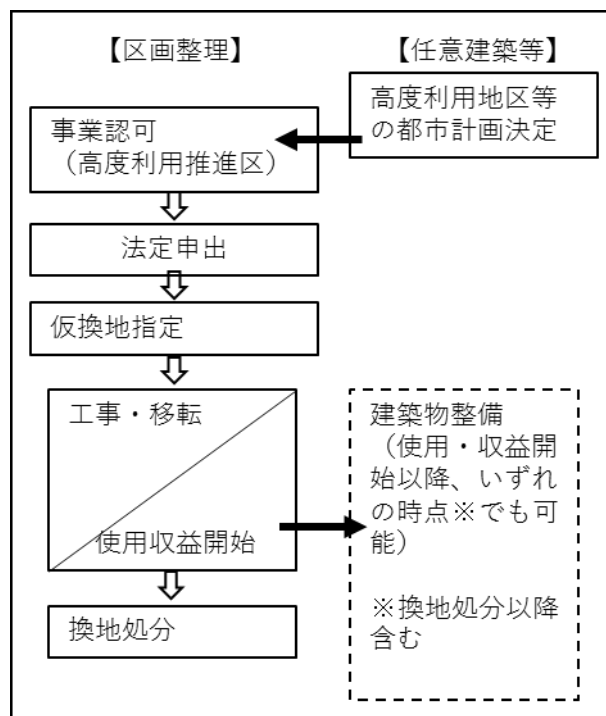 【区画整理】
【任意建築等】
高度利用地区等
の都市計画決定
事業認可
（高度利用推進区）
法定申出
仮換地指定
工事・移転
使用収益開始
建築物整備
（使用・収益開
始以降、いずれ
の時点※でも可
能）
※換地処分以降
含む
換地処分